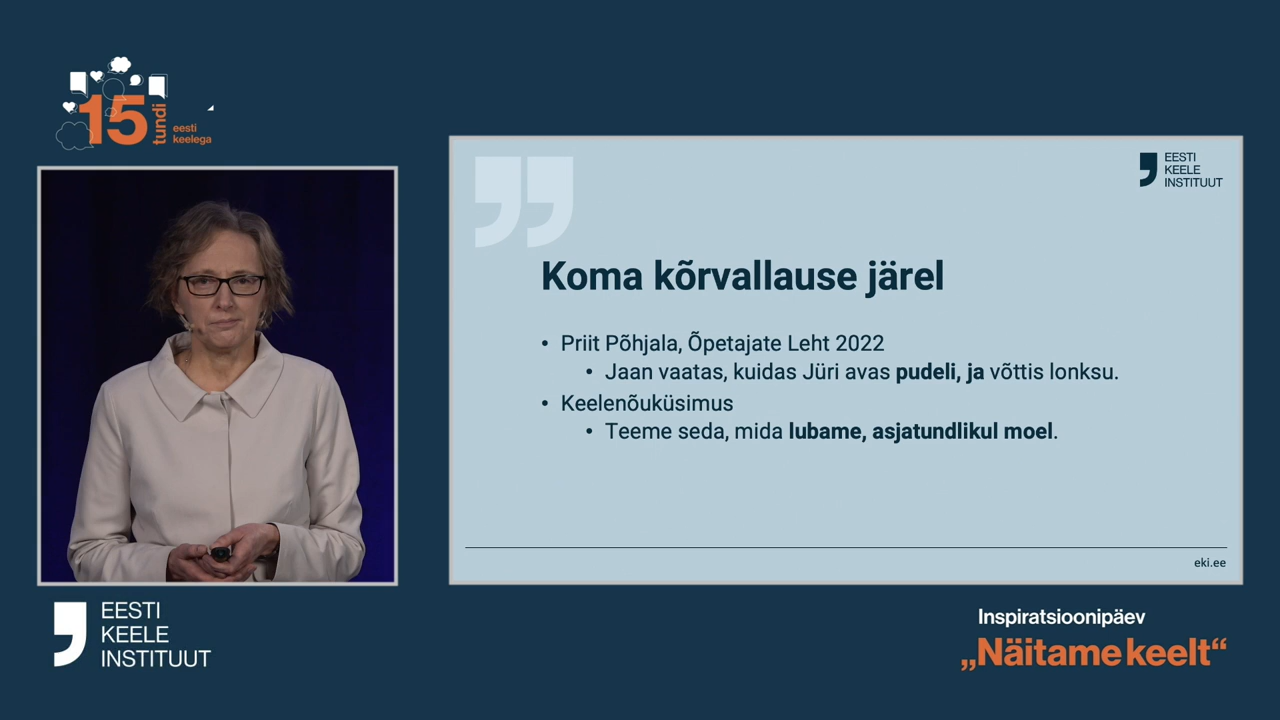 15
tundi
eesti
keelega
EESTI
KEELE
INSTITUUT
Koma kõrvallause järel
• Priit Põhjala, Õpetajate Leht 2022
• Jaan vaatas, kuidas Jüri avas pudeli, ja võttis lonksu.
• Keelenõuküsimus
• Teeme seda, mida lubame, asjatundlikul moel.
eki.ee
EESTI
KEELE
INSTITUUT
Inspiratsioonipäev
„Näitame keelt“